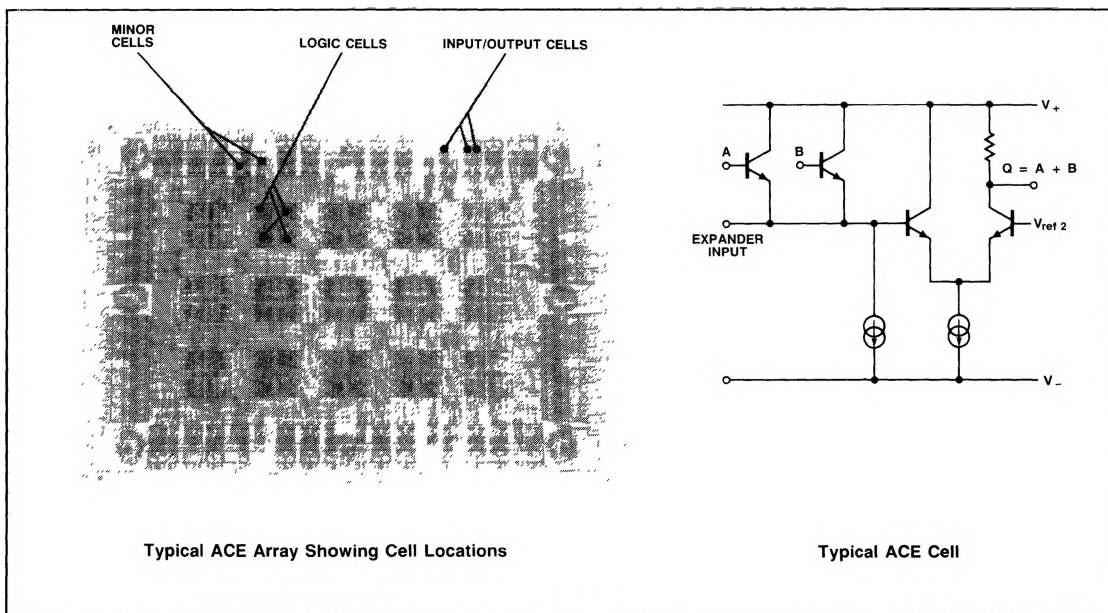 MINOR
CELLS
LOGIC CELLS
INPUT/OUTPUT CELLS
Typical ACE Array Showing Cell Locations
V+
A
B
Q = A + B
Vref 2
EXPANDER
INPUT
V−
Typical ACE Cell